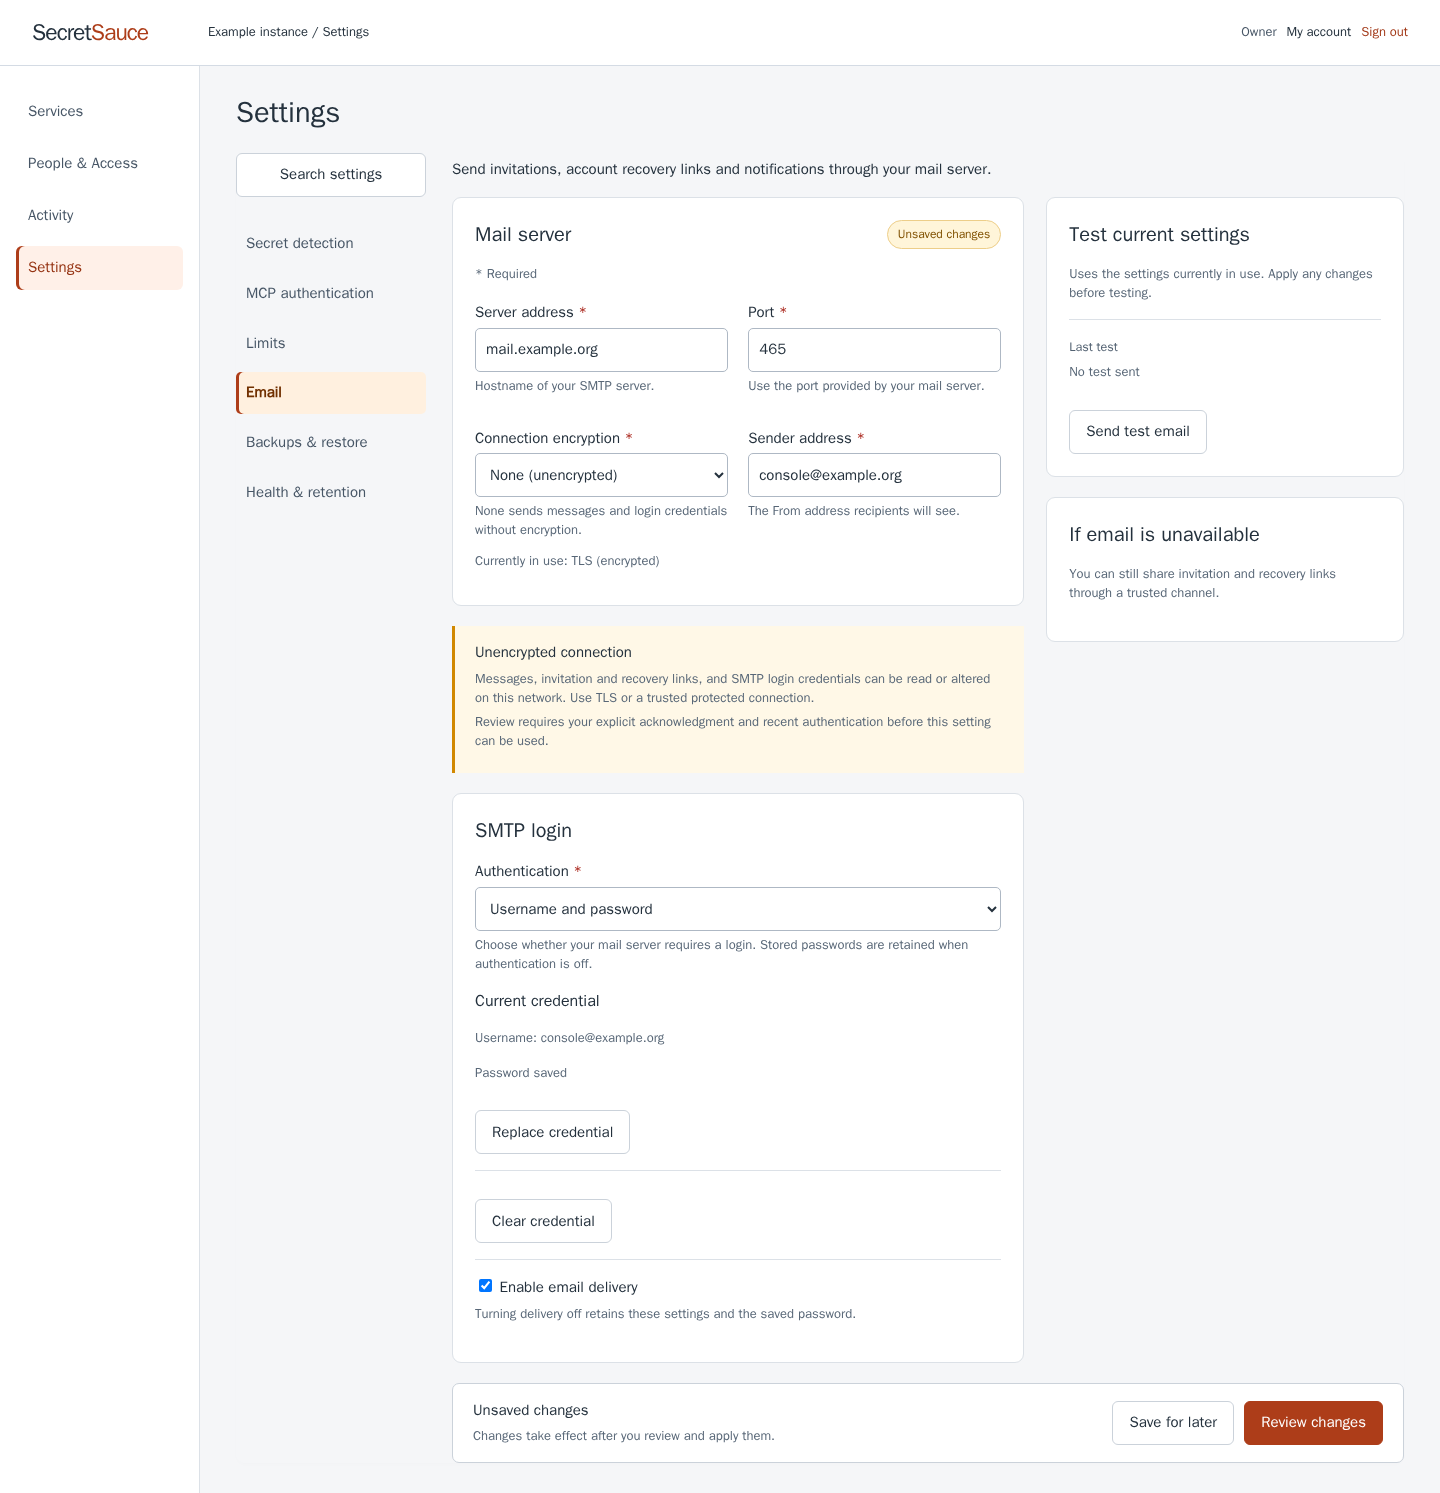 SecretSauce
Example instance / Settings
Owner My account Sign out
Services
People & Access
Activity
Settings
Settings
Search settings
Secret detection
MCP authentication
Limits
Email
Backups & restore
Health & retention
Send invitations, account recovery links and notifications through your mail server.
Mail server
Unsaved changes
* Required
Server address *
mail.example.org
Hostname of your SMTP server.
Port *
465
Use the port provided by your mail server.
Connection encryption *
None (unencrypted)
None sends messages and login credentials
without encryption.
Currently in use: TLS (encrypted)
Sender address *
console@example.org
The From address recipients will see.
Unencrypted connection
Messages, invitation and recovery links, and SMTP login credentials can be read or altered
on this network. Use TLS or a trusted protected connection.
Review requires your explicit acknowledgment and recent authentication before this setting
can be used.
SMTP login
Authentication *
Username and password
Choose whether your mail server requires a login. Stored passwords are retained when
authentication is off.
Current credential
Username: console@example.org
Password saved
Replace credential
Clear credential
Enable email delivery
Turning delivery off retains these settings and the saved password.
Test current settings
Uses the settings currently in use. Apply any changes
before testing.
Last test
No test sent
Send test email
If email is unavailable
You can still share invitation and recovery links
through a trusted channel.
Unsaved changes
Changes take effect after you review and apply them.
Save for later
Review changes